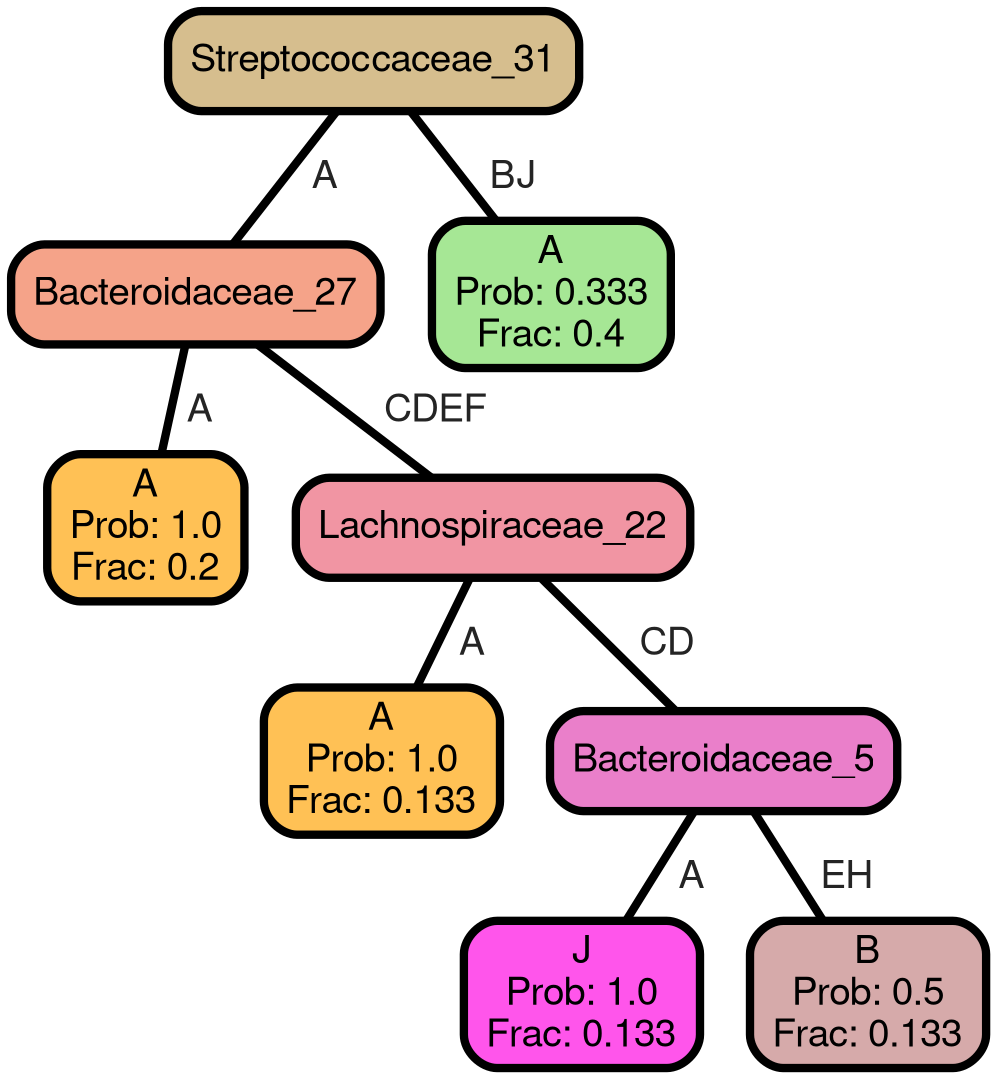 Streptococcaceae_31
A
BJ
Bacteroidaceae_27
A
Prob: 0.333
Frac: 0.4
A
CDEF
A
Prob: 1.0
Frac: 0.2
Lachnospiraceae_22
A
CD
A
Prob: 1.0
Frac: 0.133
Bacteroidaceae_5
A
EH
J
Prob: 1.0
Frac: 0.133
B
Prob: 0.5
Frac: 0.133